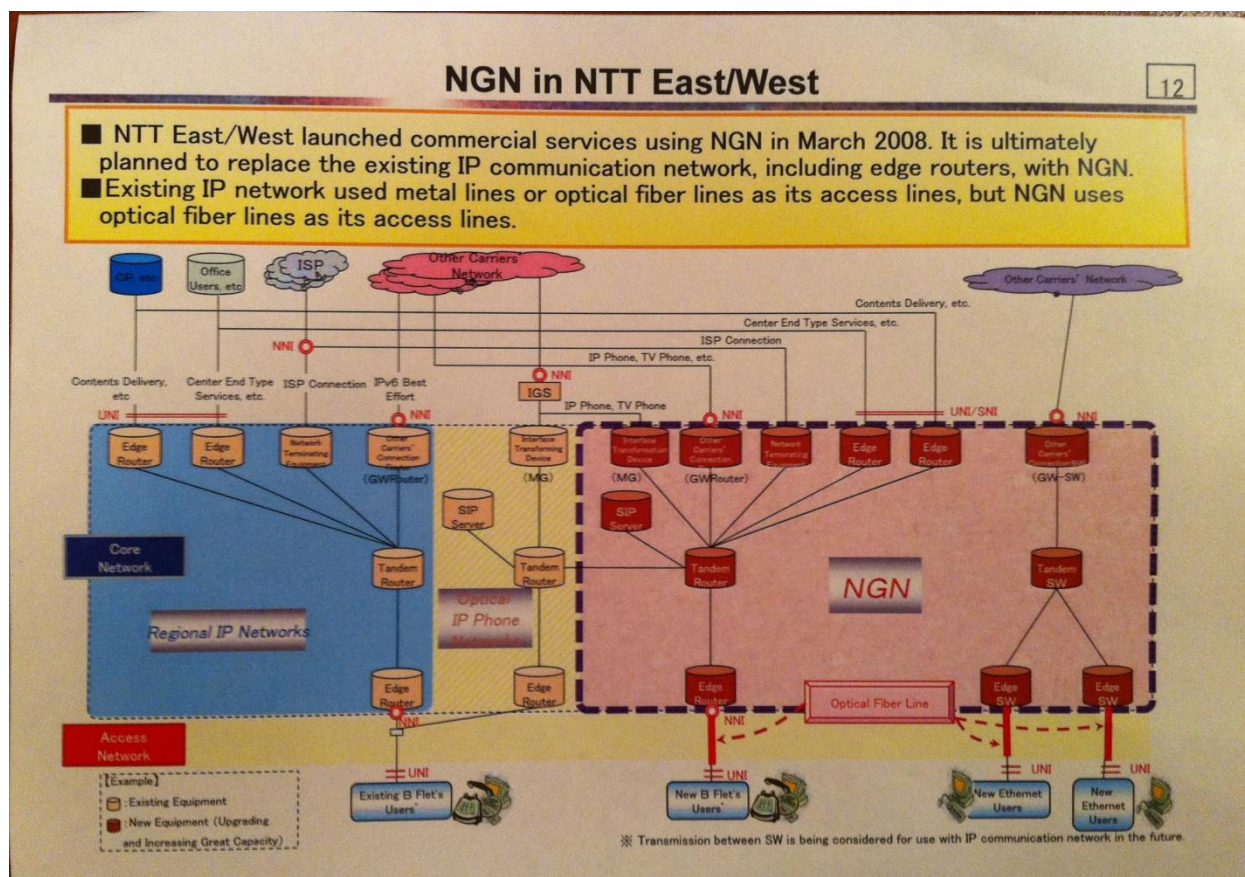 NGN in NTT East/West
12
■ NTT East/West launched commercial services using NGN in March 2008. It is ultimately
planned to replace the existing IP communication network, including edge routers, with NGN.
■Existing IP network used metal lines or optical fiber lines as its access lines, but NGN uses
optical fiber lines as its access lines.
CP, etc
Office
Users, etc
ISP
Other Carriers'
Network
Other Carriers' Network
Contents Delivery, etc.
Center End Type Services, etc.
ISP Connection
IP Phone, TV Phone, etc.
NNI
NNI
IGS
Contents Delivery,
etc
Center End Type
Services, etc.
ISP Connection
IPv6 Best
Effort
IP Phone, TV Phone
UNI
NNI
NNI
UNI/SNI
NNI
Edge
Router
Edge
Router
Network
Terminating
Other
Carriers'
Connection
(GWRouter)
Interface
Transforming
Device
(MG)
Interface
Transformation
Device
(MG)
Other
Carriers'
Connection
(GWRouter)
Network
Terminating
Edge
Router
Edge
Router
Other
Carriers'
(GW-SW)
SIP
Server
SIP
Server
Core
Network
Tandem
Router
Tandem
Router
Tandem
Router
Tandem
SW
Regional IP Networks
Optical
IP Phone
NGN
Edge
Router
Edge
Router
Edge
Router
Optical Fiber Line
Edge
SW
Edge
SW
NNI
NNI
Access
Network
UNI
UNI
UNI
UNI
Existing B Flet's
Users'
New B Flet's
Users'
New Ethernet
Users
New
Ethernet
Users
【Example】
:Existing Equipment
:New Equipment (Upgrading
and Increasing Great Capacity)
※ Transmission between SW is being considered for use with IP communication network in the future.